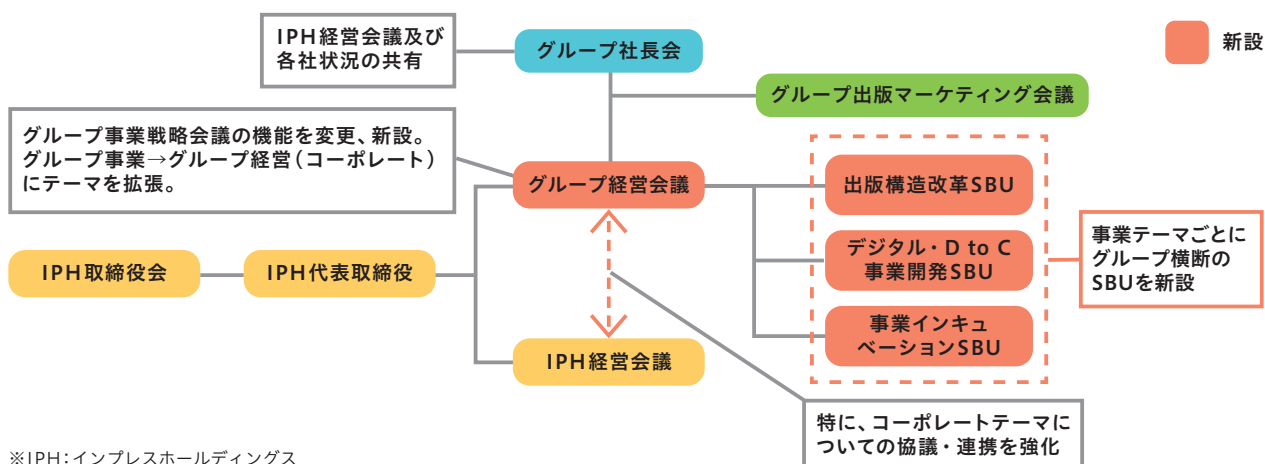 IPH経営会議及び
各社状況の共有
グループ社長会
新設
グループ出版マーケティング会議
グループ事業戦略会議の機能を変更、新設。
グループ事業→グループ経営(コーポレート)
にテーマを拡張。
グループ経営会議
出版構造改革SBU
デジタル・D to C
事業開発SBU
事業インキュ
ベーションSBU
事業テーマごとに
グループ横断の
SBUを新設
IPH取締役会
IPH代表取締役
IPH経営会議
特に、コーポレートテーマに
ついての協議・連携を強化
※IPH:インプレスホールディングス